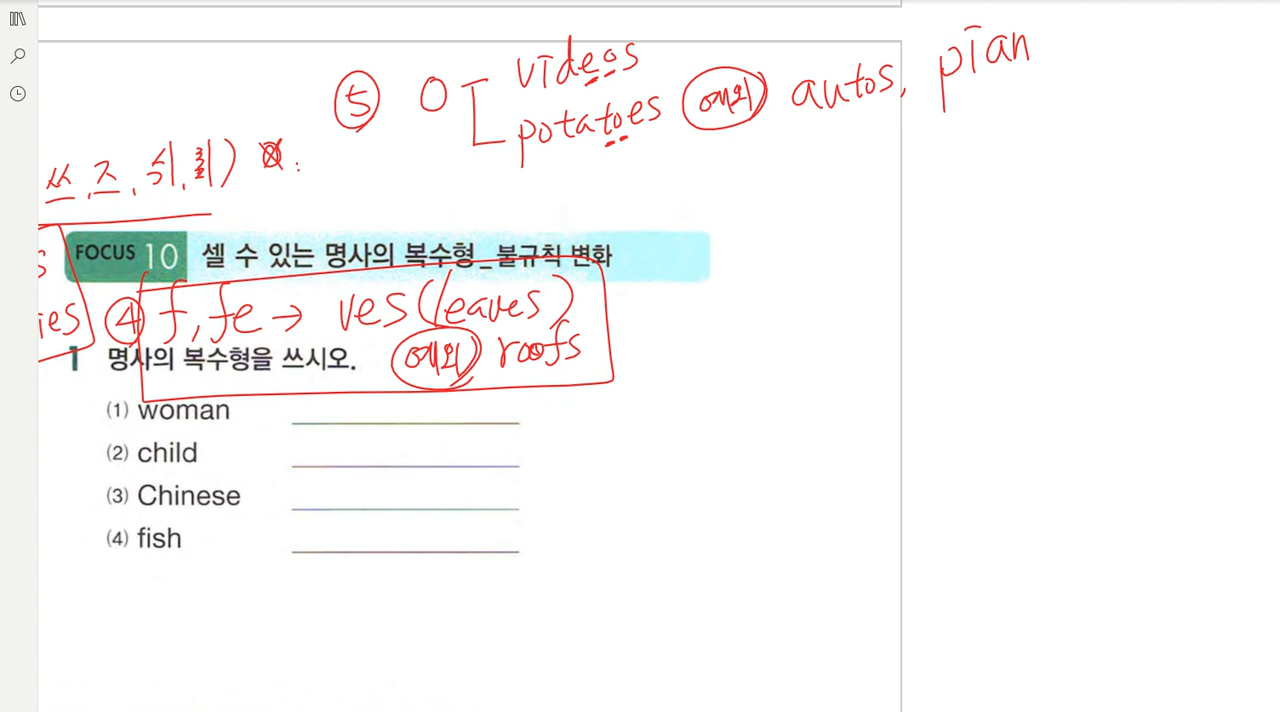 ⑤ O videos
potatoes 예외 autos, pian
쓰, 즈, 쉬, 취)
FOCUS 10 셀 수 있는 명사의 복수형_불규칙 변화
s
ies ④ f, fe → ves (leaves)
예외 roofs
1 명사의 복수형을 쓰시오.
(1) woman
(2) child
(3) Chinese
(4) fish